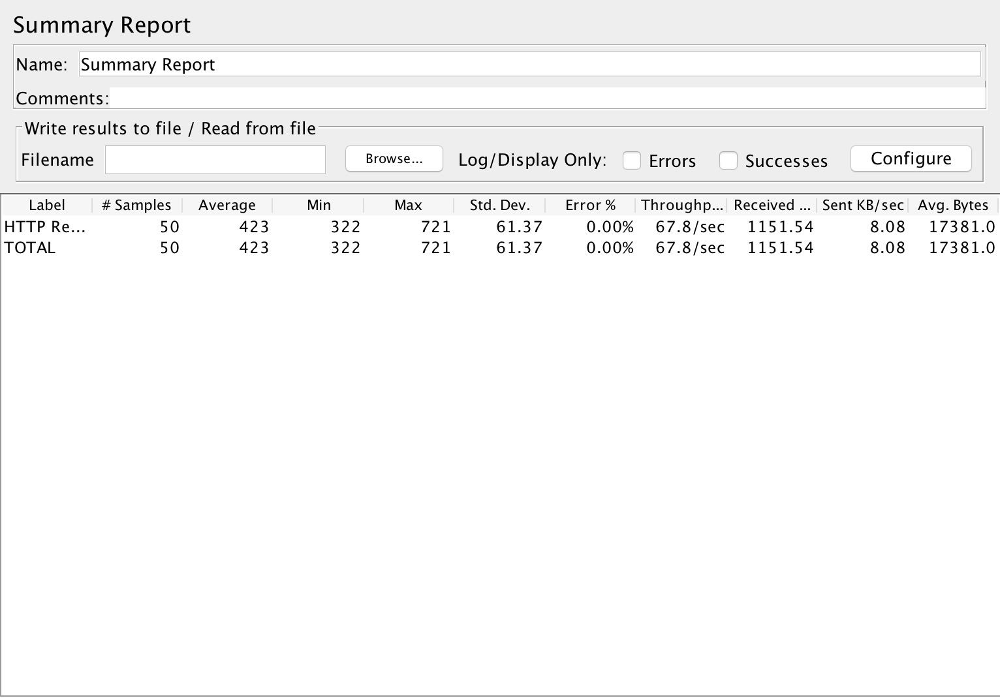 Summary Report
Name: Summary Report
Comments:
Write results to file / Read from file
Filename Browse... Log/Display Only: Errors Successes Configure
Label # Samples Average Min Max Std. Dev. Error % Throughp... Received ... Sent KB/sec Avg. Bytes
HTTP Re... 50 423 322 721 61.37 0.00% 67.8/sec 1151.54 8.08 17381.0
TOTAL 50 423 322 721 61.37 0.00% 67.8/sec 1151.54 8.08 17381.0